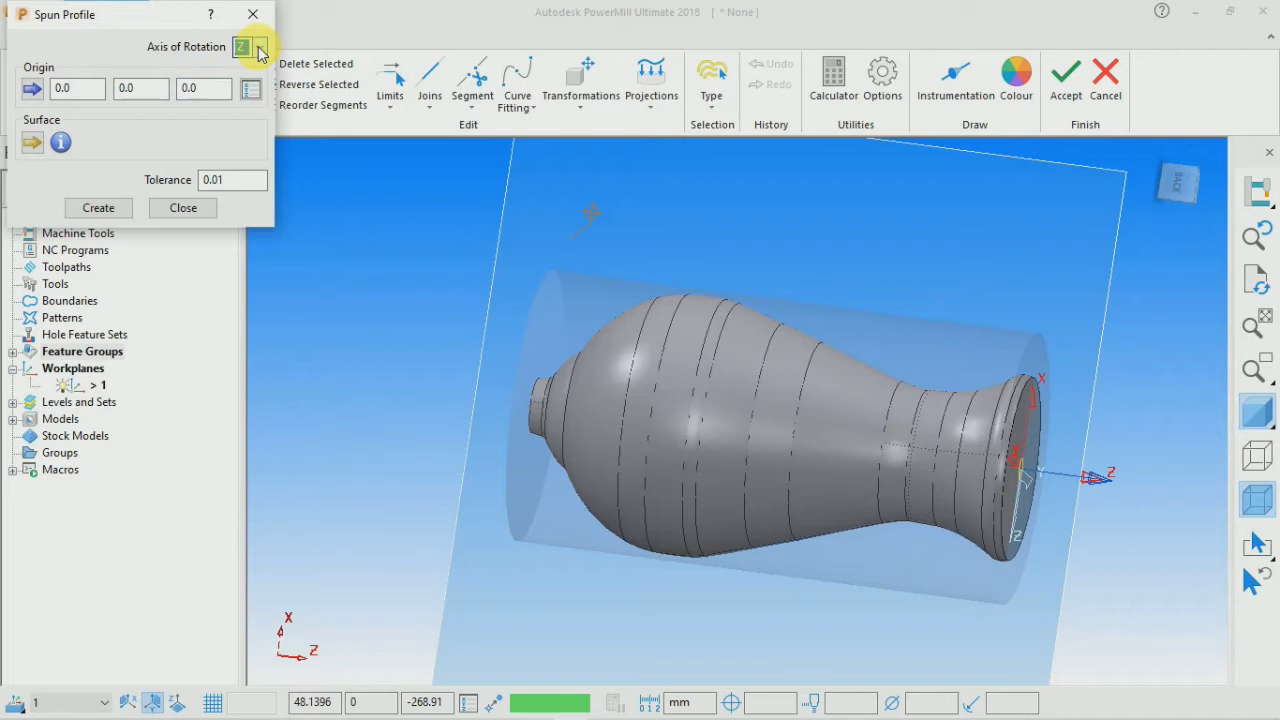 Spun Profile
?
Autodesk PowerMill Ultimate 2018 [ * None ]
Axis of Rotation Z
Origin
0.0 0.0 0.0
Surface
Tolerance 0.01
Create Close
Delete Selected
Reverse Selected
Reorder Segments
Limits
Joins
Segment
Curve
Fitting
Transformations
Projections
Edit
Type
Selection
Undo
Redo
History
Calculator
Options
Utilities
Instrumentation
Colour
Draw
Accept
Cancel
Finish
Machine Tools
NC Programs
Toolpaths
Tools
Boundaries
Patterns
Hole Feature Sets
Feature Groups
Workplanes
> 1
Levels and Sets
Models
Stock Models
Groups
Macros
BACK
X
X
Y
Z
Z
X
Z
1
48.1396
0
-268.91
mm